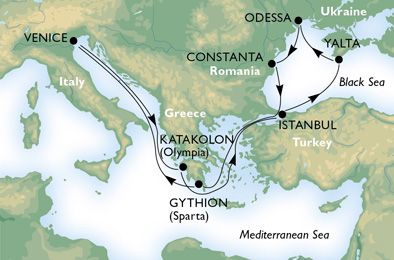 ODESSA
Ukraine
VENICE
CONSTANTA
YALTA
Romania
Italy
Black Sea
Greece
ISTANBUL
KATAKOLON
(Olympia)
Turkey
GYTHION
(Sparta)
Mediterranean Sea